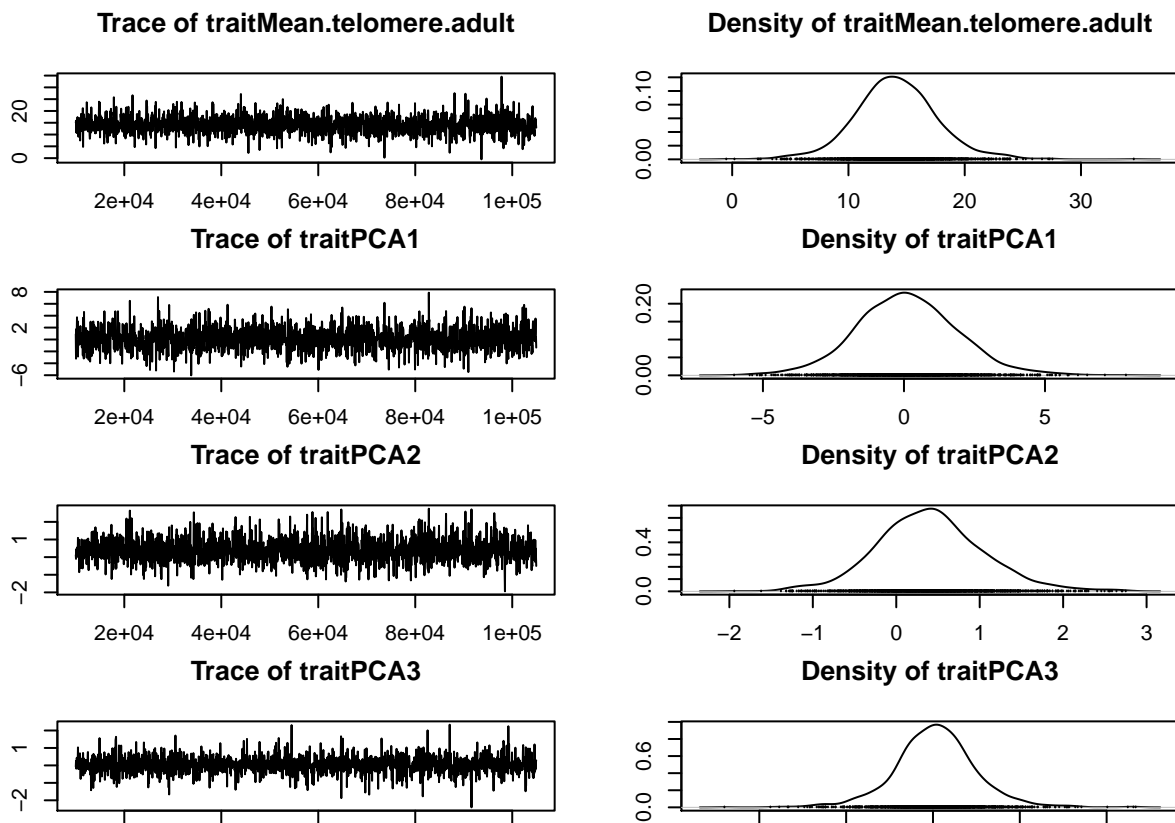 Trace of traitMean.telomere.adult
0 20
2e+04 4e+04 6e+04 8e+04 1e+05
Density of traitMean.telomere.adult
0.00 0.10
0 10 20 30
Trace of traitPCA1
−6 2 8
2e+04 4e+04 6e+04 8e+04 1e+05
Density of traitPCA1
0.00 0.20
−5 0 5
Trace of traitPCA2
−2 1
2e+04 4e+04 6e+04 8e+04 1e+05
Density of traitPCA2
0.0 0.4
−2 −1 0 1 2 3
Trace of traitPCA3
−2 1
Density of traitPCA3
0.0 0.6